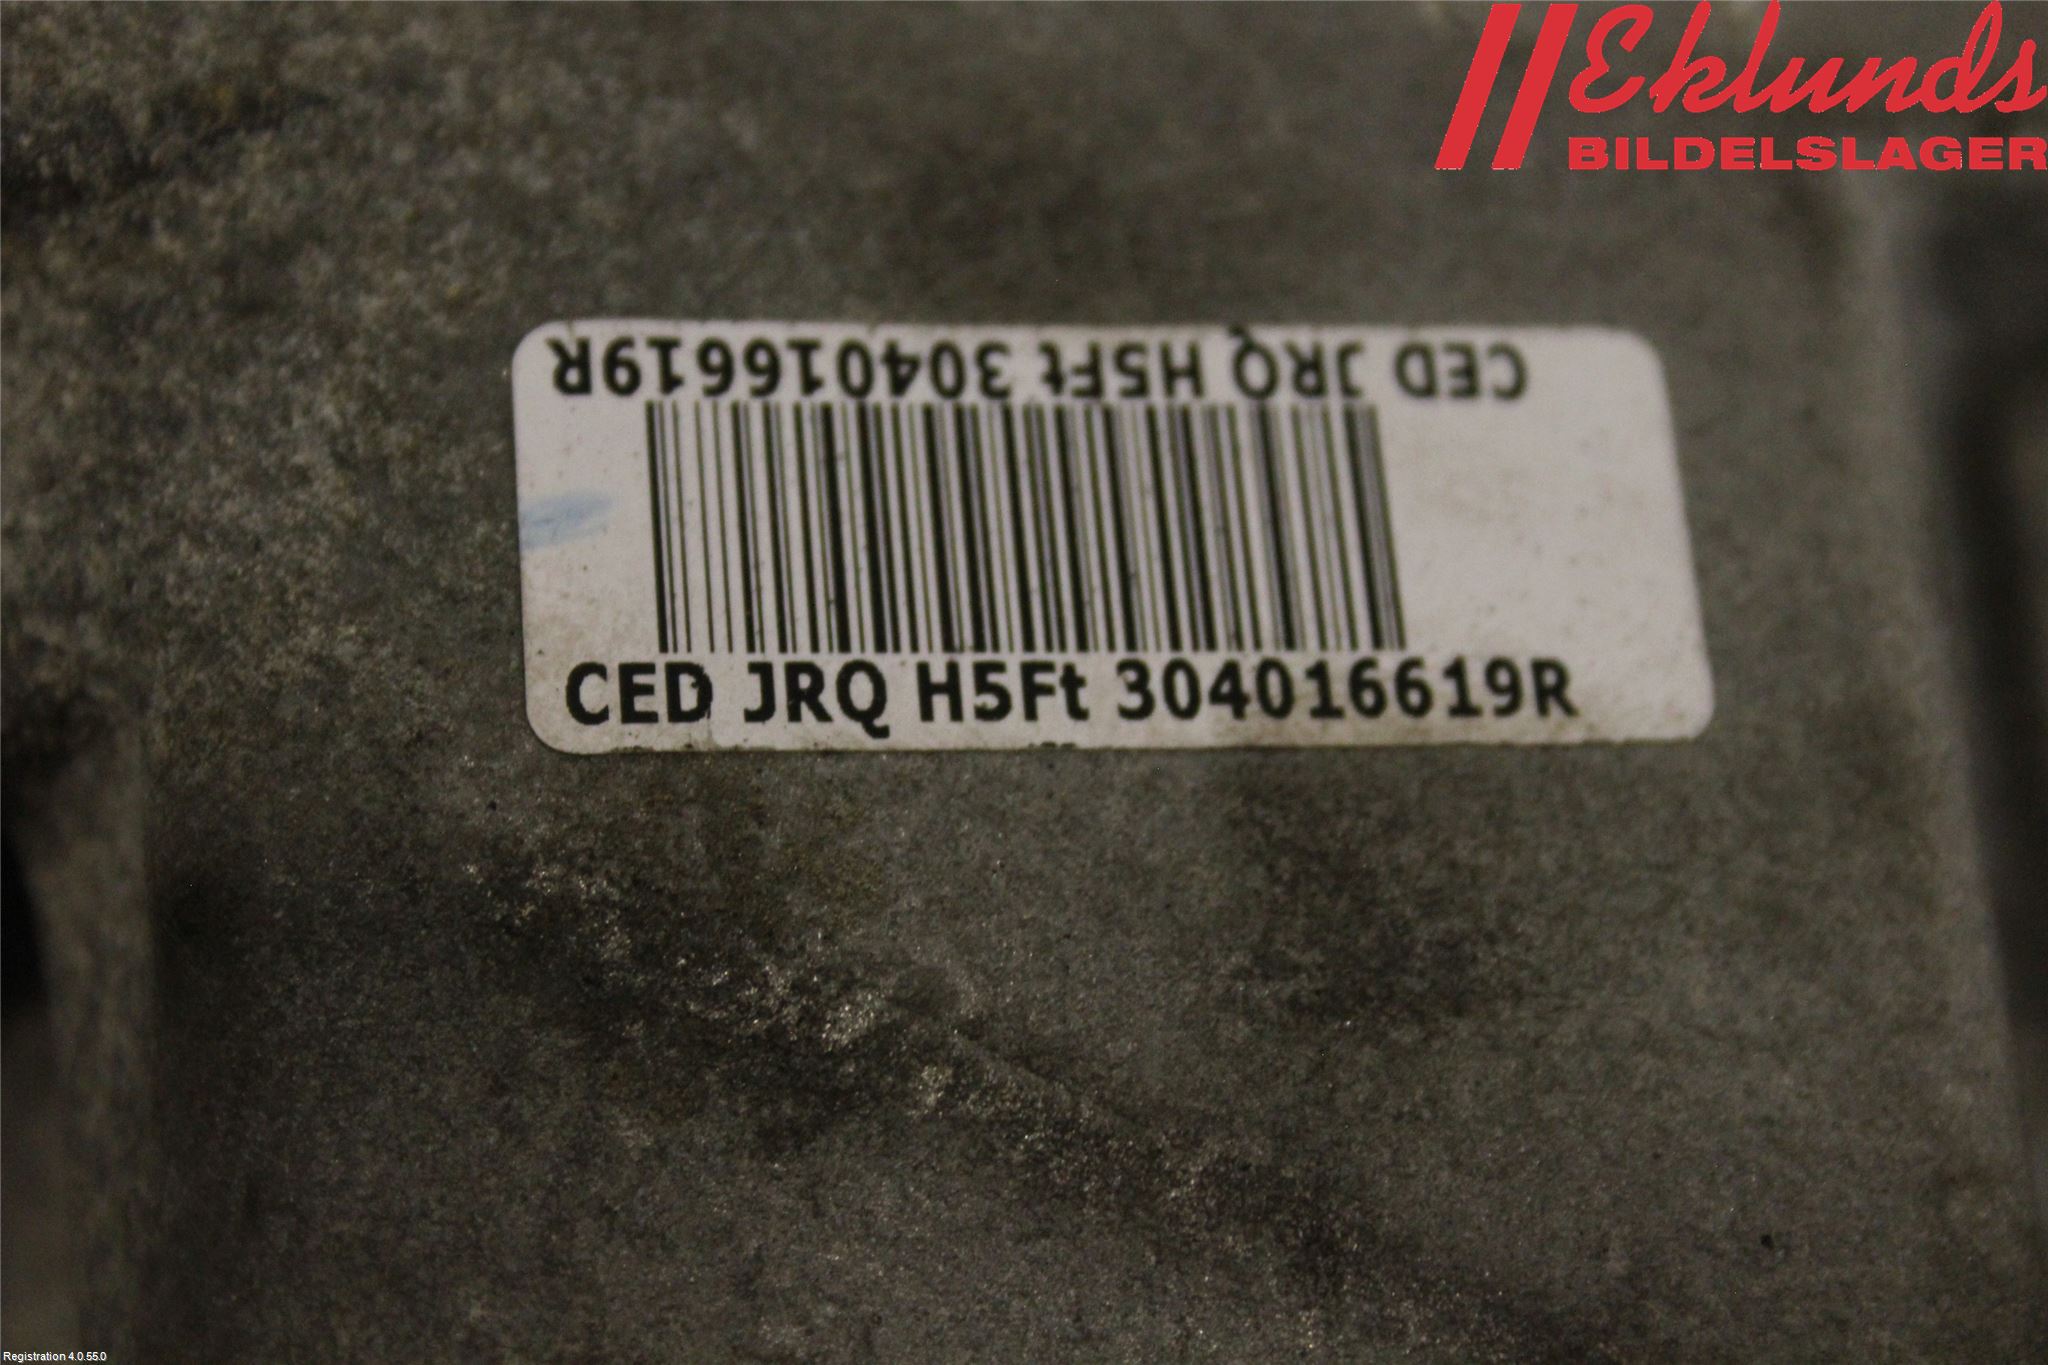 Eklunds
BILDELSLAGER
CED JRQ H5Ft 304016619R
CED JRQ H5Ft 304016619R
Registration 4.0.55.0